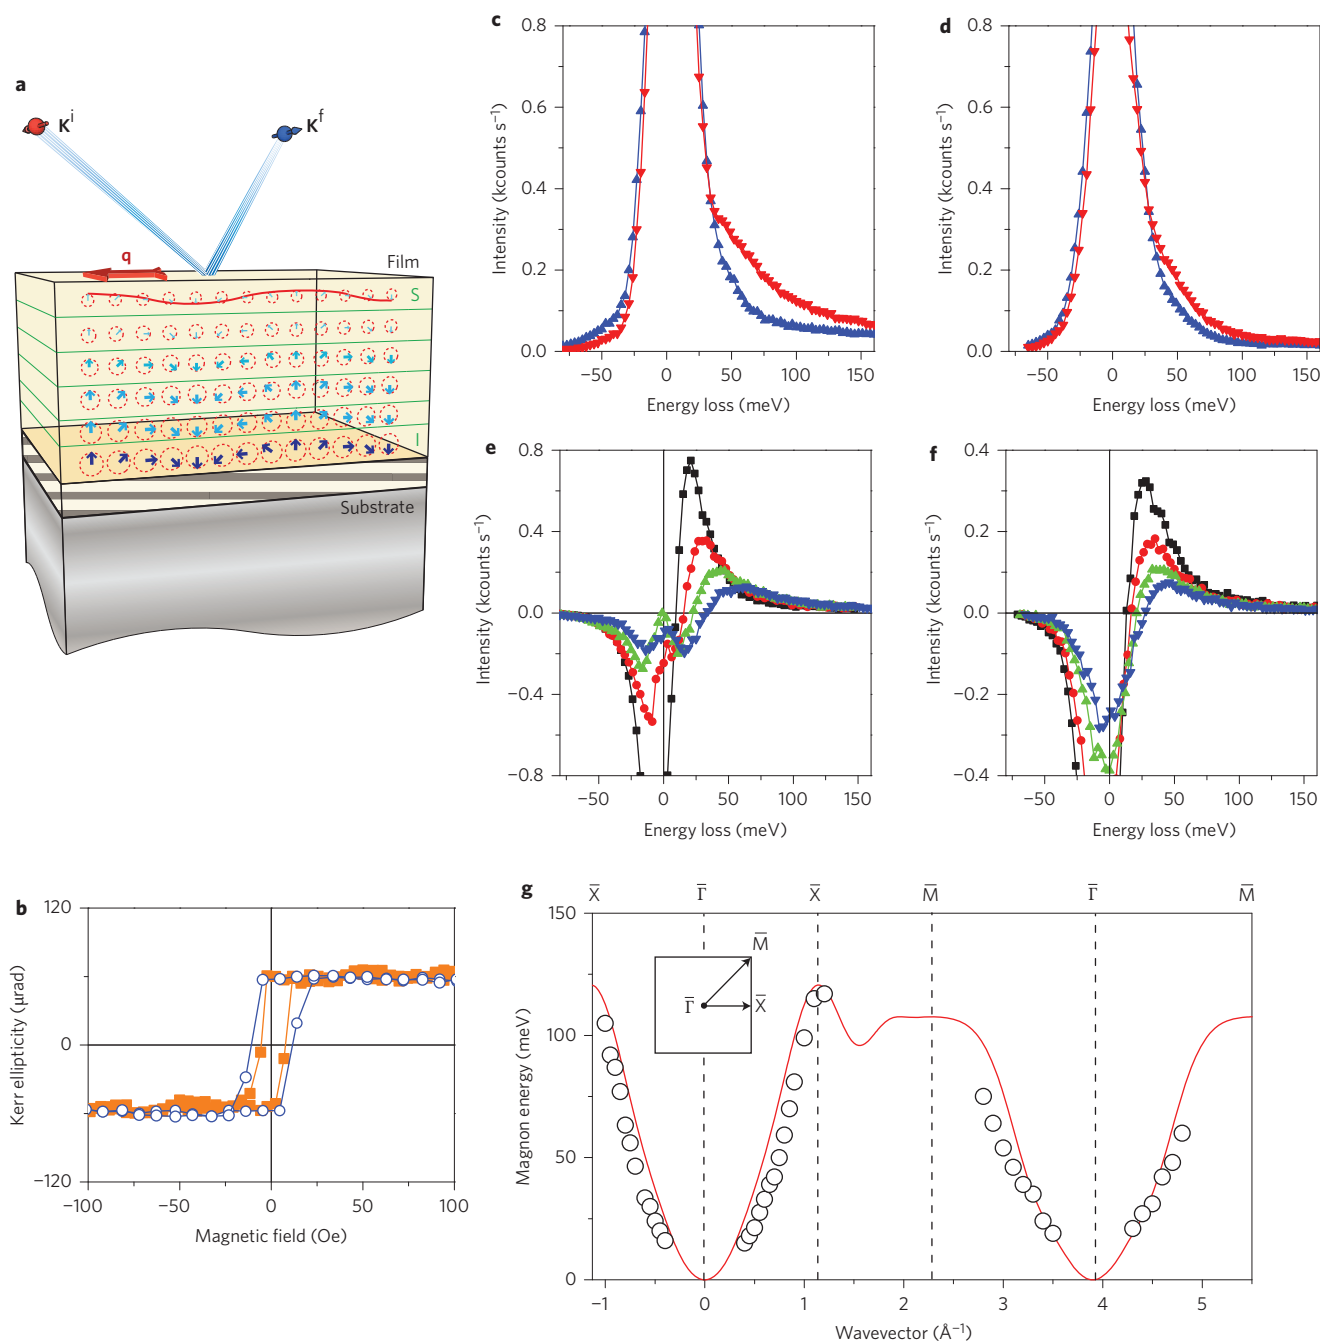 a
K^i
K^f
q
Film
S
I
Substrate
b
120
0
−120
Kerr ellipticity (μrad)
−100
−50
0
50
100
Magnetic field (Oe)
c
0.8
0.6
0.4
0.2
0.0
Intensity (kcounts s⁻¹)
−50
0
50
100
150
Energy loss (meV)
d
0.8
0.6
0.4
0.2
0.0
Intensity (kcounts s⁻¹)
−50
0
50
100
150
Energy loss (meV)
e
0.8
0.4
0.0
−0.4
−0.8
Intensity (kcounts s⁻¹)
−50
0
50
100
150
Energy loss (meV)
f
0.4
0.2
0.0
−0.2
−0.4
Intensity (kcounts s⁻¹)
−50
0
50
100
150
Energy loss (meV)
g
X̅ Γ̅ X̅ M̅ Γ̅ M̅
150
100
50
0
Magnon energy (meV)
M̅
Γ̅
X̅
−1
0
1
2
3
4
5
Wavevector (Å⁻¹)